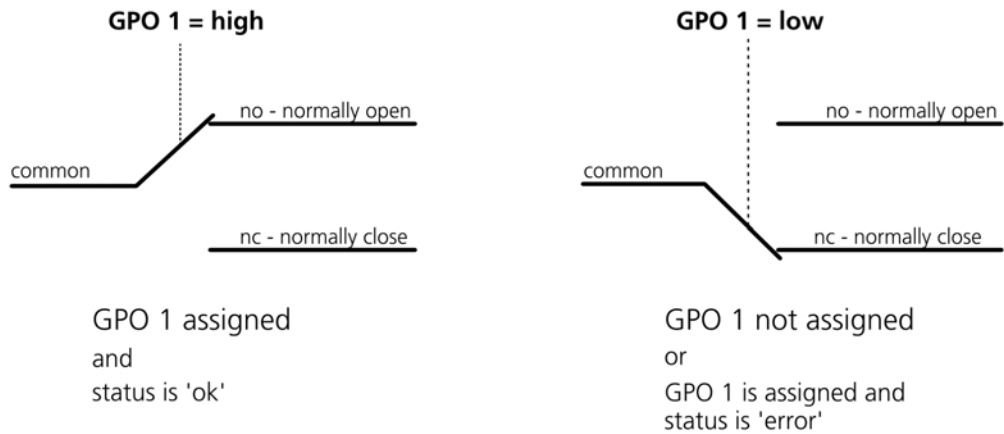 GPO 1 = high
no - normally open
common
nc - normally close
GPO 1 assigned
and
status is 'ok'
GPO 1 = low
no - normally open
common
nc - normally close
GPO 1 not assigned
or
GPO 1 is assigned and
status is 'error'